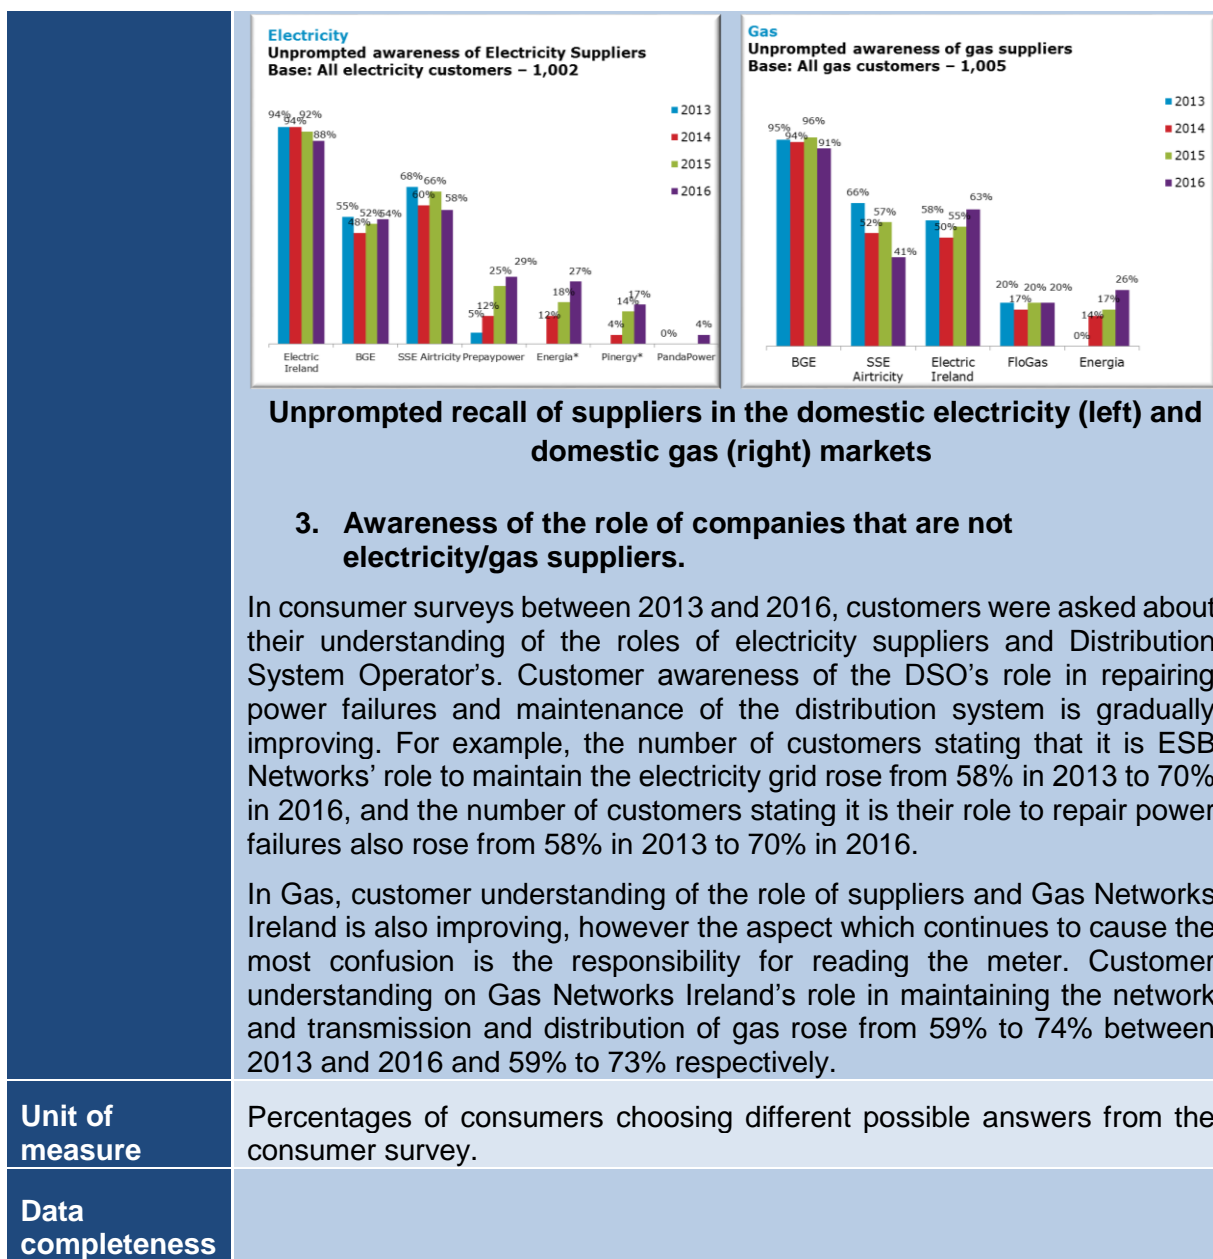 Electricity
Unprompted awareness of Electricity Suppliers
Base: All electricity customers – 1,002
2013
2014
2015
2016
94%
94%
92%
88%
55%
48%
52%
54%
68%
60%
66%
58%
5%
12%
25%
29%
12%
18%
27%
4%
14%
17%
0%
4%
Electric
Ireland
BGE
SSE Airtricity
Prepaypower
Energia*
Pinergy*
PandaPower
Gas
Unprompted awareness of gas suppliers
Base: All gas customers – 1,005
2013
2014
2015
2016
95%
94%
96%
91%
66%
52%
57%
41%
58%
50%
55%
63%
20%
17%
20%
20%
0%
14%
17%
26%
BGE
SSE
Airtricity
Electric
Ireland
FloGas
Energia
Unprompted recall of suppliers in the domestic electricity (left) and
domestic gas (right) markets
3. Awareness of the role of companies that are not
electricity/gas suppliers.
In consumer surveys between 2013 and 2016, customers were asked about
their understanding of the roles of electricity suppliers and Distribution
System Operator's. Customer awareness of the DSO's role in repairing
power failures and maintenance of the distribution system is gradually
improving. For example, the number of customers stating that it is ESB
Networks' role to maintain the electricity grid rose from 58% in 2013 to 70%
in 2016, and the number of customers stating it is their role to repair power
failures also rose from 58% in 2013 to 70% in 2016.
In Gas, customer understanding of the role of suppliers and Gas Networks
Ireland is also improving, however the aspect which continues to cause the
most confusion is the responsibility for reading the meter. Customer
understanding on Gas Networks Ireland's role in maintaining the network
and transmission and distribution of gas rose from 59% to 74% between
2013 and 2016 and 59% to 73% respectively.
Unit of
measure
Percentages of consumers choosing different possible answers from the
consumer survey.
Data
completeness